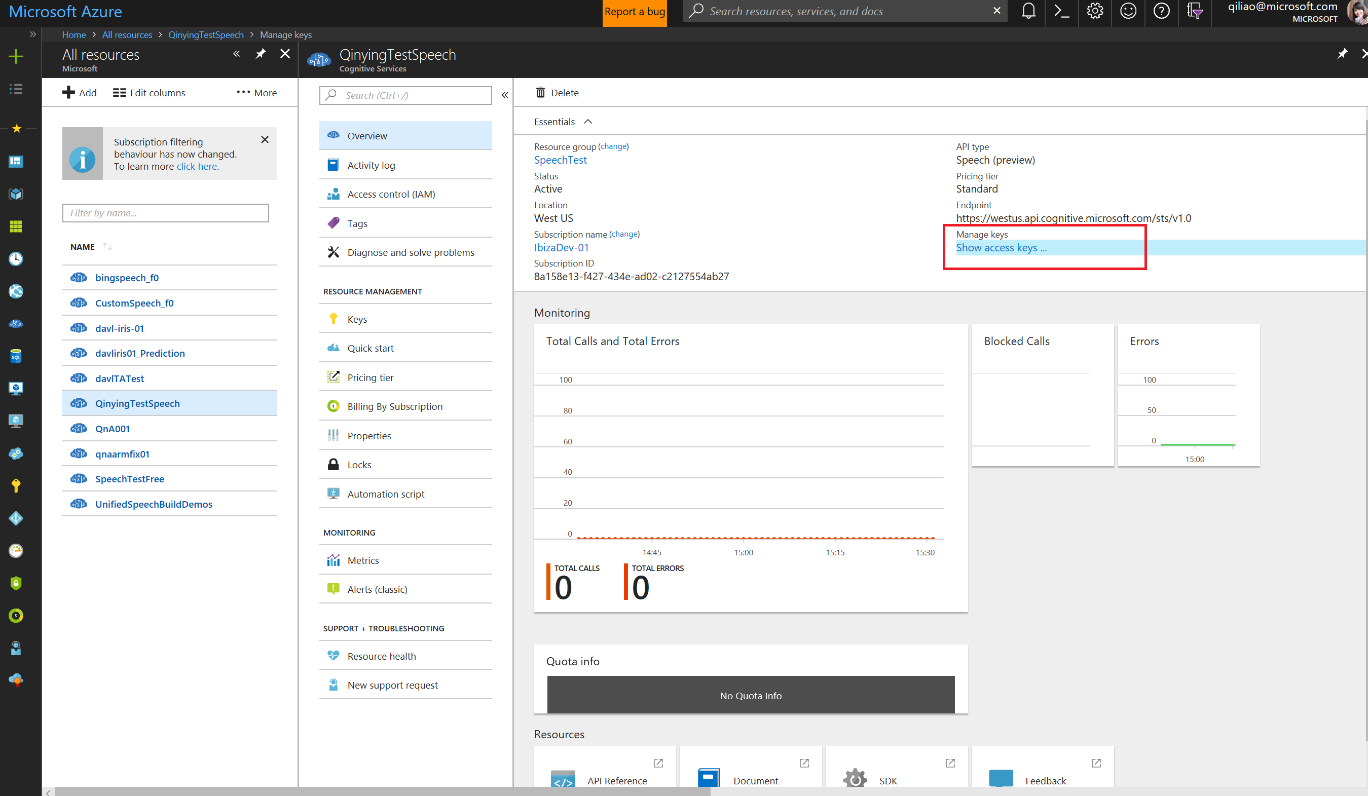 Microsoft Azure
Report a bug
Search resources, services, and docs
qiliao@microsoft.com
MICROSOFT
Home > All resources > QinyingTestSpeech > Manage keys
All resources
Microsoft
Add
Edit columns
More
Subscription filtering
behaviour has now changed.
To learn more click here.
Filter by name...
NAME
bingspeech_f0
CustomSpeech_f0
davl-iris-01
davliris01_Prediction
davlTATest
QinyingTestSpeech
QnA001
qnaarmfix01
SpeechTestFree
UnifiedSpeechBuildDemos
QinyingTestSpeech
Cognitive Services
Search (Ctrl+/)
Overview
Activity log
Access control (IAM)
Tags
Diagnose and solve problems
RESOURCE MANAGEMENT
Keys
Quick start
Pricing tier
Billing By Subscription
Properties
Locks
Automation script
MONITORING
Metrics
Alerts (classic)
SUPPORT + TROUBLESHOOTING
Resource health
New support request
Delete
Essentials
Resource group (change)
SpeechTest
Status
Active
Location
West US
Subscription name (change)
IbizaDev-01
Subscription ID
8a158e13-f427-434e-ad02-c2127554ab27
API type
Speech (preview)
Pricing tier
Standard
Endpoint
https://westus.api.cognitive.microsoft.com/sts/v1.0
Manage keys
Show access keys ...
Monitoring
Total Calls and Total Errors
100
80
60
40
20
0
14:45 15:00 15:15 15:30
TOTAL CALLS
0
TOTAL ERRORS
0
Blocked Calls
Errors
100
50
0
15:00
Quota info
No Quota Info
Resources
API Reference
Document
SDK
Feedback